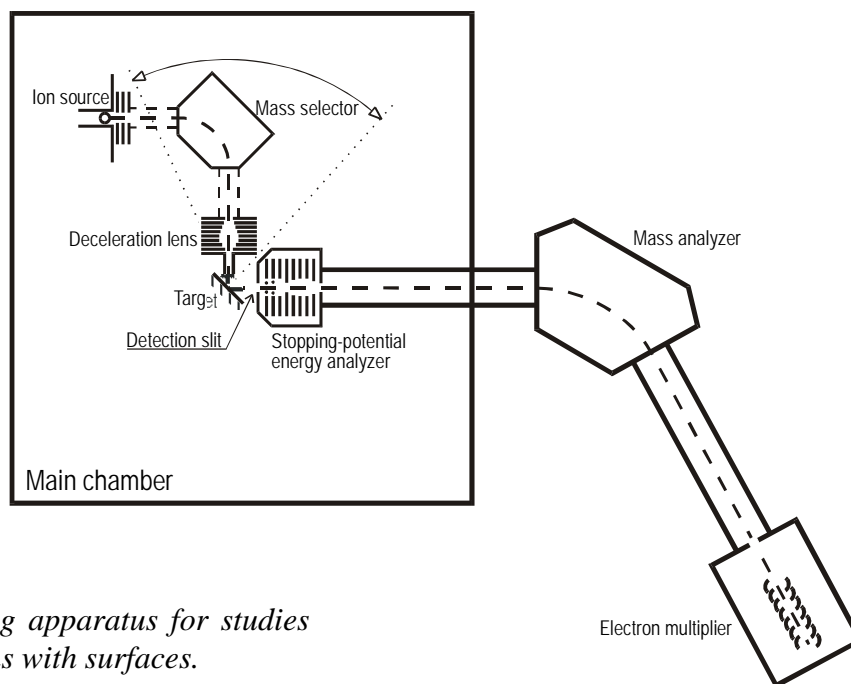 Ion source
Mass selector
Deceleration lens
Mass analyzer
Target
Detection slit
Stopping-potential
energy analyzer
Main chamber
Electron multiplier
apparatus for studies
with surfaces.